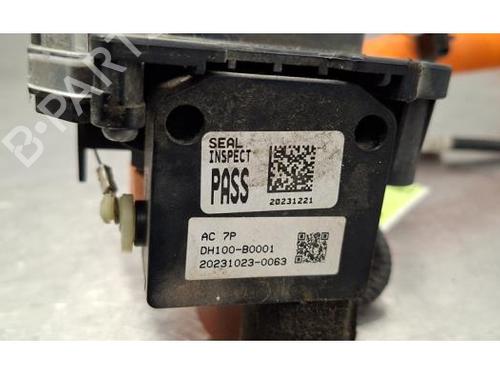 B-PARTS
SEAL
INSPECT
PASS
20231221
AC 7P
DH100-B0001
20231023-0063